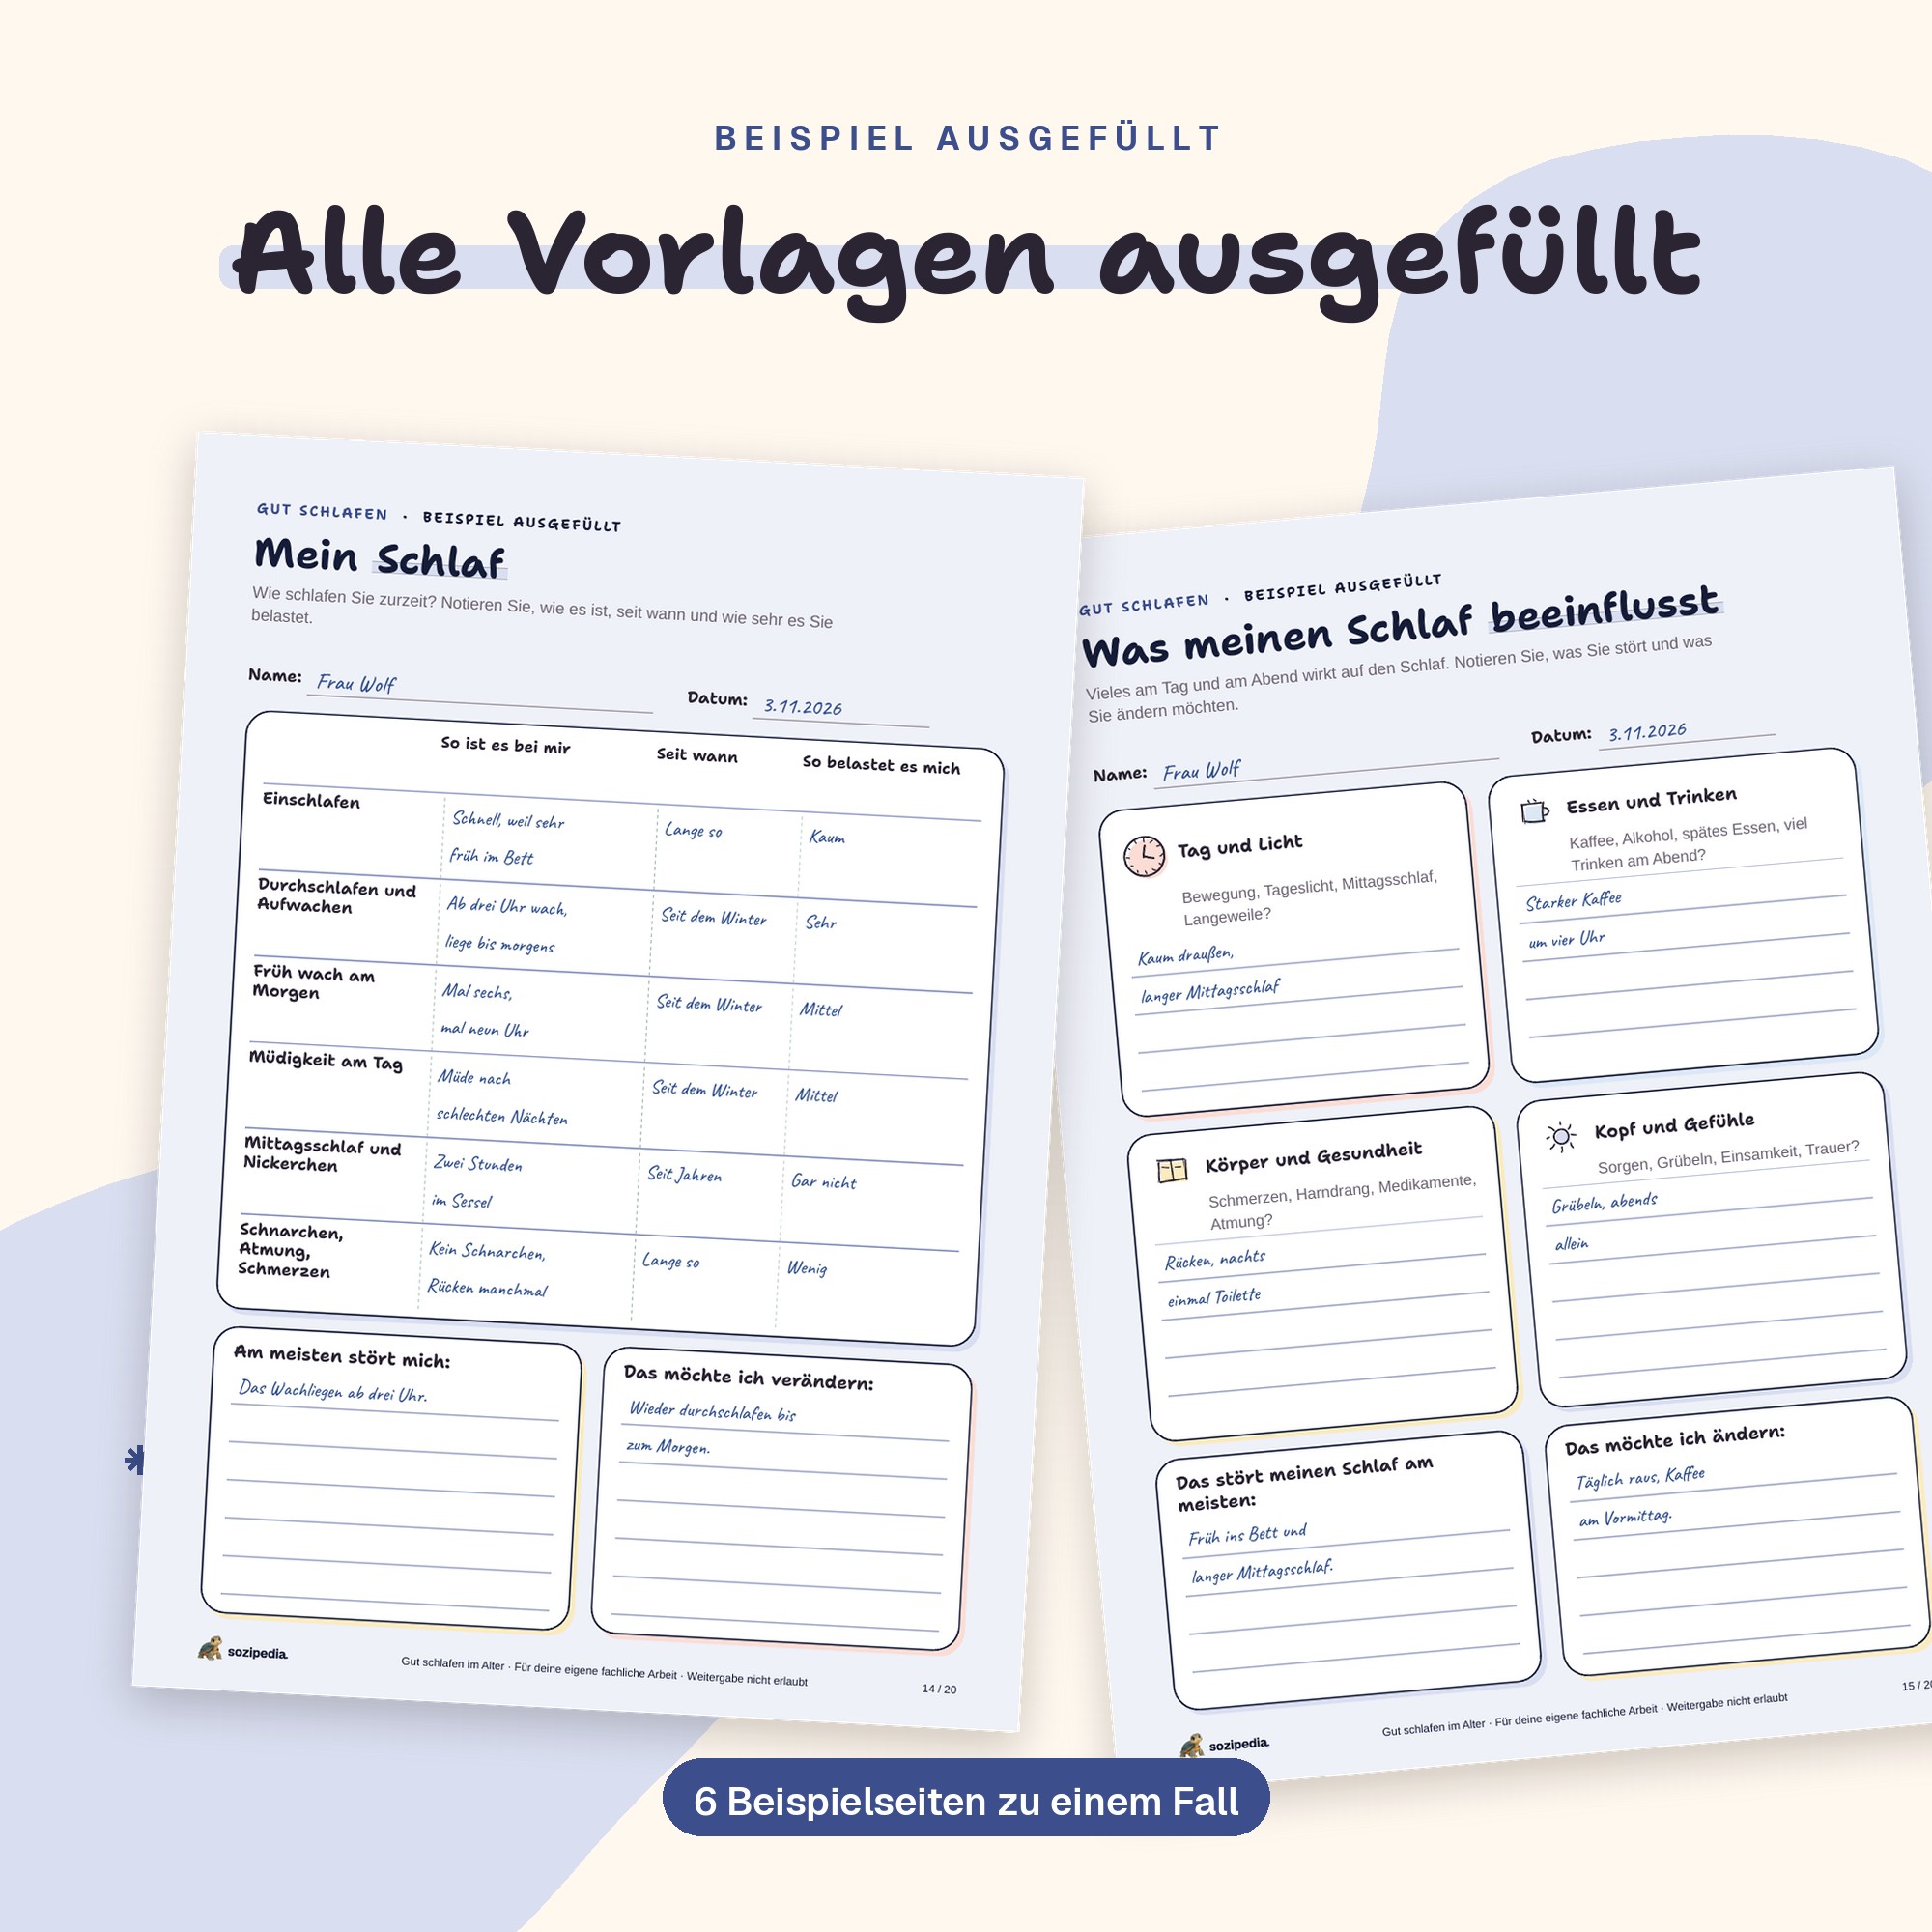 BEISPIEL AUSGEFÜLLT
Alle Vorlagen ausgefüllt
GUT SCHLAFEN · BEISPIEL AUSGEFÜLLT
Mein Schlaf
Wie schlafen Sie zurzeit? Notieren Sie, wie es ist, seit wann und wie sehr es Sie
belastet.
Name: Frau Wolf Datum: 3.11.2026
So ist es bei mir Seit wann So belastet es mich
Einschlafen
Schnell, weil sehr Lange so Kaum
früh im Bett
Durchschlafen und
Aufwachen
Ab drei Uhr wach, Seit dem Winter Sehr
liege bis morgens
Früh wach am
Morgen
Mal sechs, Seit dem Winter Mittel
mal neun Uhr
Müdigkeit am Tag
Müde nach Seit dem Winter Mittel
schlechten Nächten
Mittagsschlaf und
Nickerchen
Zwei Stunden Seit Jahren Gar nicht
im Sessel
Schnarchen,
Atmung,
Schmerzen
Kein Schnarchen, Lange so Wenig
Rücken manchmal
Am meisten stört mich:
Das Wachliegen ab drei Uhr.
Das möchte ich verändern:
Wieder durchschlafen bis
zum Morgen.
sozipedia.
Gut schlafen im Alter · Für deine eigene fachliche Arbeit · Weitergabe nicht erlaubt
14 / 20
GUT SCHLAFEN · BEISPIEL AUSGEFÜLLT
Was meinen Schlaf beeinflusst
Vieles am Tag und am Abend wirkt auf den Schlaf. Notieren Sie, was Sie stört und was
Sie ändern möchten.
Name: Frau Wolf Datum: 3.11.2026
Tag und Licht
Bewegung, Tageslicht, Mittagsschlaf,
Langeweile?
Kaum draußen,
langer Mittagsschlaf
Essen und Trinken
Kaffee, Alkohol, spätes Essen, viel
Trinken am Abend?
Starker Kaffee
um vier Uhr
Körper und Gesundheit
Schmerzen, Harndrang, Medikamente,
Atmung?
Rücken, nachts
einmal Toilette
Kopf und Gefühle
Sorgen, Grübeln, Einsamkeit, Trauer?
Grübeln, abends
allein
Das stört meinen Schlaf am
meisten:
Früh ins Bett und
langer Mittagsschlaf.
Das möchte ich ändern:
Täglich raus, Kaffee
am Vormittag.
sozipedia.
Gut schlafen im Alter · Für deine eigene fachliche Arbeit · Weitergabe nicht erlaubt
15 / 20
6 Beispielseiten zu einem Fall